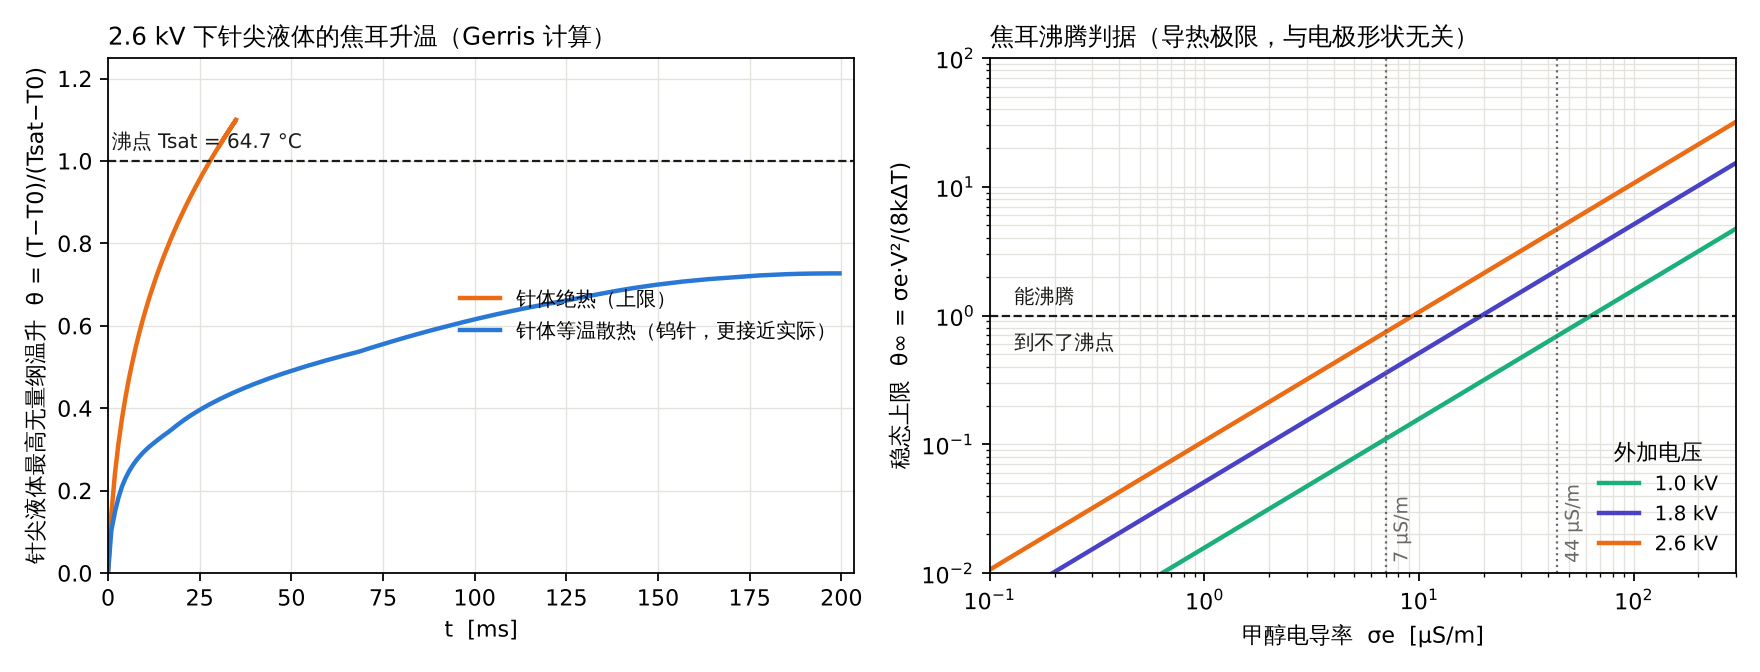 2.6 kV 下针尖液体的焦耳升温（Gerris 计算）
针尖液体最高无量纲温升 θ = (T−T0)/(Tsat−T0)
1.2
1.0
0.8
0.6
0.4
0.2
0.0
沸点 Tsat = 64.7 °C
针体绝热（上限）
针体等温散热（钨针，更接近实际）
0 25 50 75 100 125 150 175 200
t [ms]
焦耳沸腾判据（导热极限，与电极形状无关）
稳态上限 θ∞ = σe·V²/(8kΔT)
10²
10¹
10⁰
10⁻¹
10⁻²
能沸腾
到不了沸点
7 µS/m
44 µS/m
外加电压
1.0 kV
1.8 kV
2.6 kV
10⁻¹ 10⁰ 10¹ 10²
甲醇电导率 σe [µS/m]